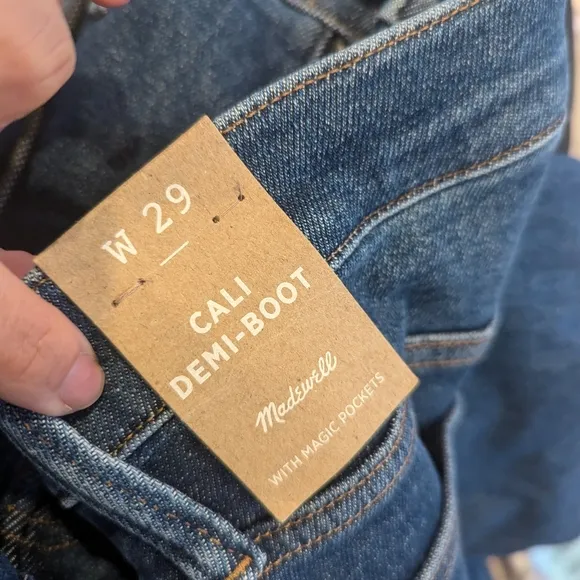 W 29
CALI
DEMI-BOOT
Madewell
WITH MAGIC POCKETS